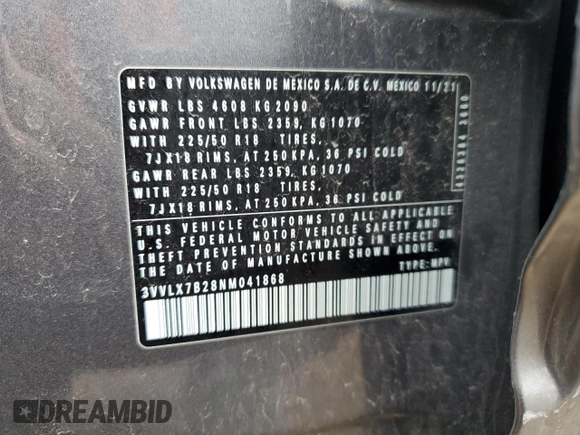 MFD BY VOLKSWAGEN DE MEXICO S.A. DE C.V. MEXICO 11/21
GVWR LBS 4608 KG 2090
GAWR FRONT LBS 2359, KG 1070
WITH 225/50 R18 TIRES,
7JX18 RIMS, AT 250 KPA, 36 PSI COLD
GAWR REAR LBS 2359, KG 1070
WITH 225/50 R18 TIRES,
7JX18 RIMS, AT 250 KPA, 36 PSI COLD
THIS VEHICLE CONFORMS TO ALL APPLICABLE
U.S. FEDERAL MOTOR VEHICLE SAFETY AND
THEFT PREVENTION STANDARDS IN EFFECT ON
THE DATE OF MANUFACTURE SHOWN ABOVE.
3VVLX7B28NM041868 TYPE: MPV
DREAMBID